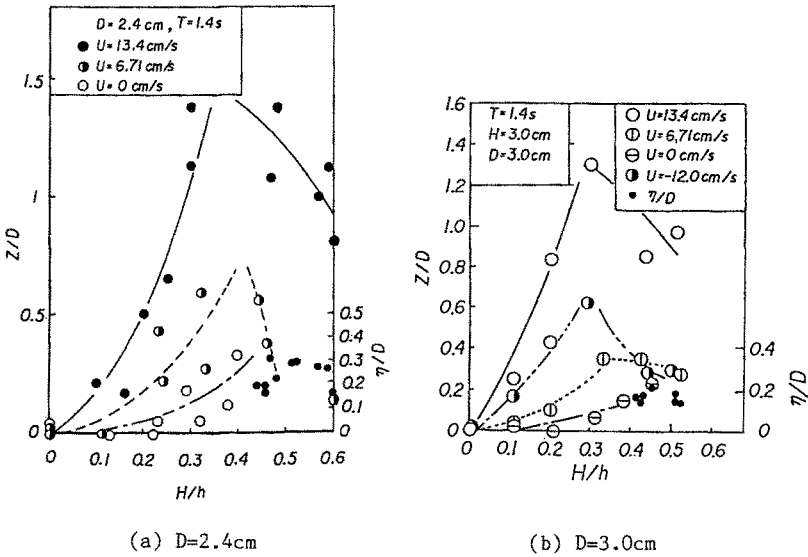 D=2.4 cm, T=1.4s
U=13.4cm/s
U=6.71cm/s
U=0 cm/s
1.5
1
0.5
0
Z/D
0.5
0.4
0.3
0.2
0.1
0
η/D
0 0.1 0.2 0.3 0.4 0.5 0.6
H/h
(a) D=2.4cm
T=1.4s
H=3.0cm
D=3.0cm
U=13.4cm/s
U=6.71cm/s
U=0cm/s
U=-12.0cm/s
η/D
1.6
1.4
1.2
1.0
0.8
0.6
0.4
0.2
0
Z/D
0.4
0.2
0
η/D
0 0.1 0.2 0.3 0.4 0.5 0.6
H/h
(b) D=3.0cm